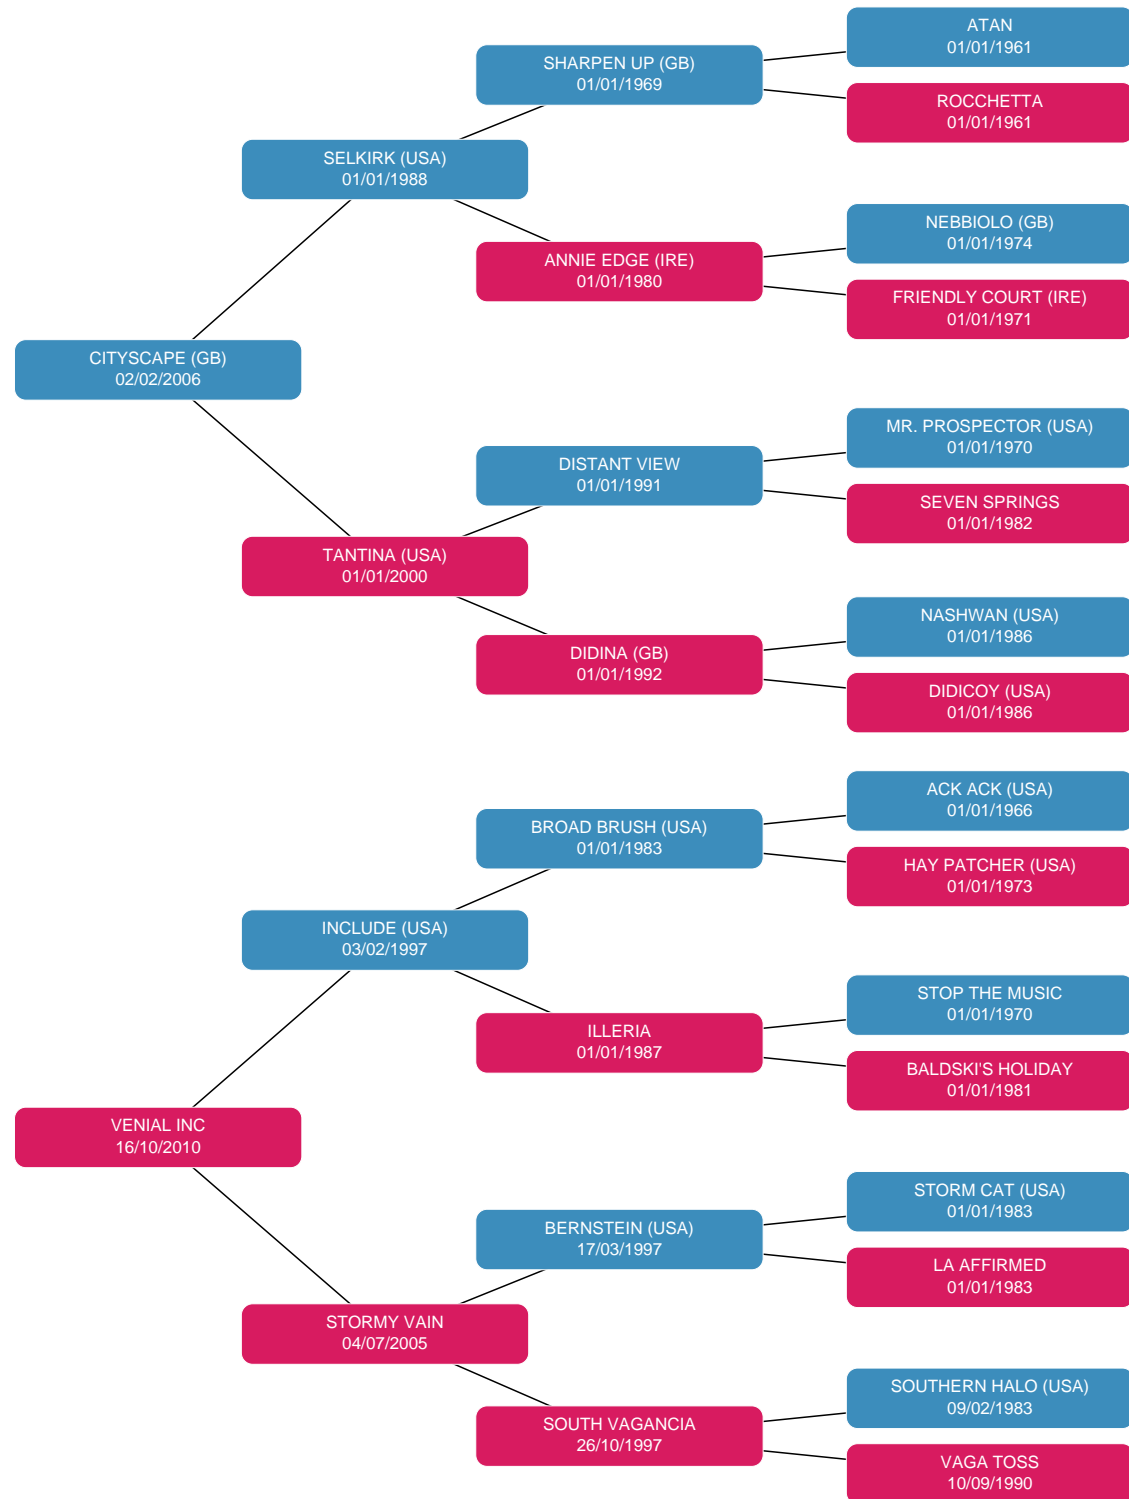 ATAN
01/01/1961
SHARPEN UP (GB)
01/01/1969
ROCCHETTA
01/01/1961
SELKIRK (USA)
01/01/1988
NEBBIOLO (GB)
01/01/1974
ANNIE EDGE (IRE)
01/01/1980
FRIENDLY COURT (IRE)
01/01/1971
CITYSCAPE (GB)
02/02/2006
MR. PROSPECTOR (USA)
01/01/1970
DISTANT VIEW
01/01/1991
SEVEN SPRINGS
01/01/1982
TANTINA (USA)
01/01/2000
NASHWAN (USA)
01/01/1986
DIDINA (GB)
01/01/1992
DIDICOY (USA)
01/01/1986
ACK ACK (USA)
01/01/1966
BROAD BRUSH (USA)
01/01/1983
HAY PATCHER (USA)
01/01/1973
INCLUDE (USA)
03/02/1997
STOP THE MUSIC
01/01/1970
ILLERIA
01/01/1987
BALDSKI'S HOLIDAY
01/01/1981
VENIAL INC
16/10/2010
STORM CAT (USA)
01/01/1983
BERNSTEIN (USA)
17/03/1997
LA AFFIRMED
01/01/1983
STORMY VAIN
04/07/2005
SOUTHERN HALO (USA)
09/02/1983
SOUTH VAGANCIA
26/10/1997
VAGA TOSS
10/09/1990